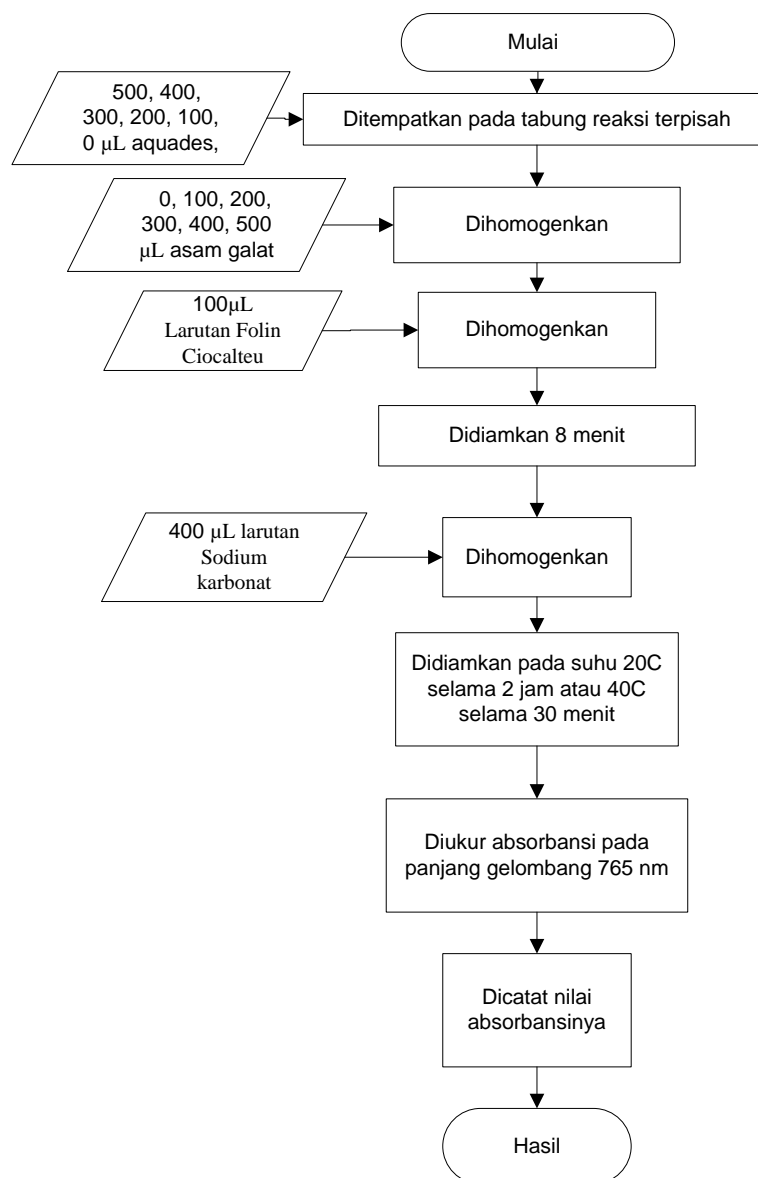 Mulai
500, 400,
300, 200, 100,
0 µL aquades,
Ditempatkan pada tabung reaksi terpisah
0, 100, 200,
300, 400, 500
µL asam galat
Dihomogenkan
100µL
Larutan Folin
Ciocalteu
Dihomogenkan
Didiamkan 8 menit
400 µL larutan
Sodium
karbonat
Dihomogenkan
Didiamkan pada suhu 20C
selama 2 jam atau 40C
selama 30 menit
Diukur absorbansi pada
panjang gelombang 765 nm
Dicatat nilai
absorbansinya
Hasil